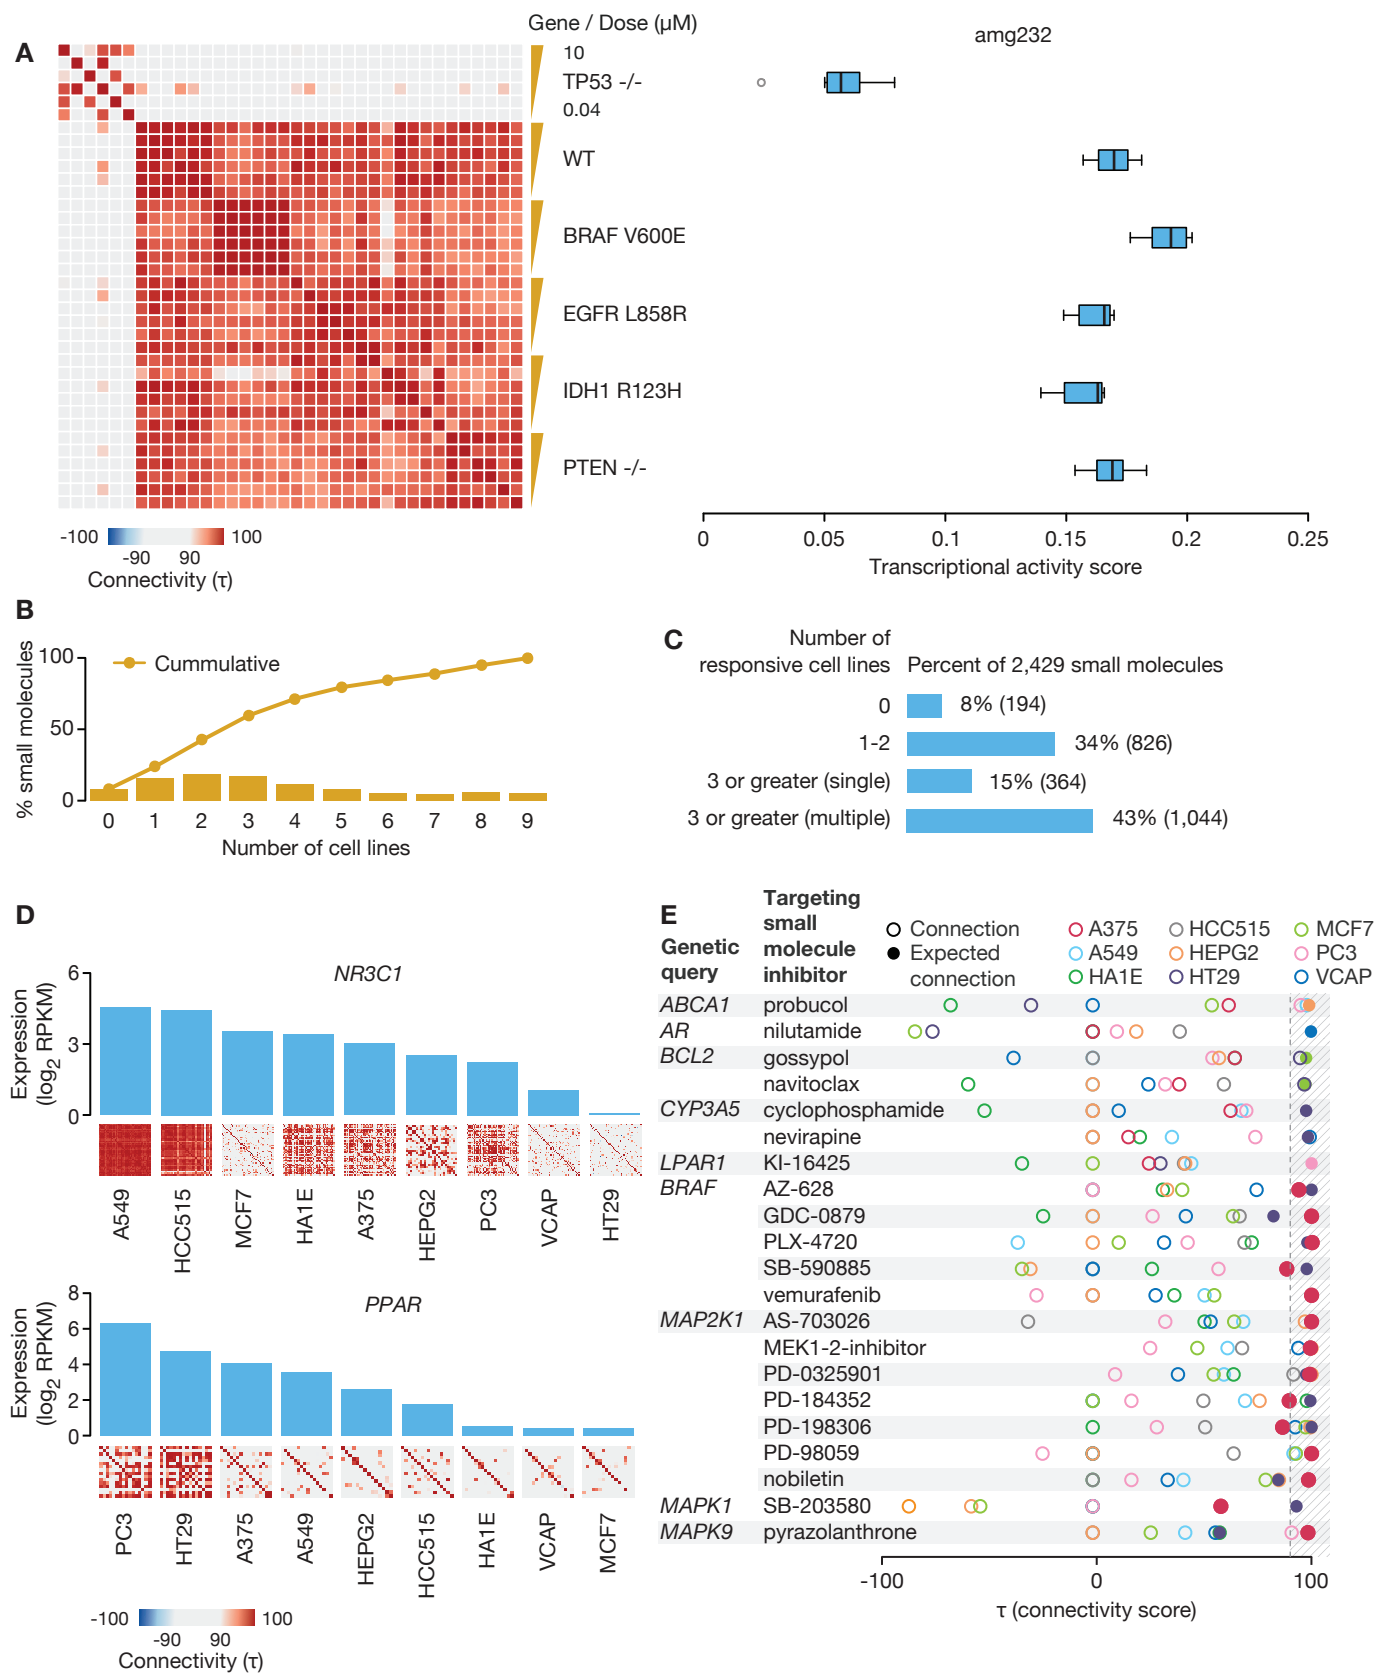 A
Gene / Dose (µM)
10
TP53 -/-
0.04
WT
BRAF V600E
EGFR L858R
IDH1 R123H
PTEN -/-
-100
100
-90
90
Connectivity (τ)
amg232
0
0.05
0.1
0.15
0.2
0.25
Transcriptional activity score
B
% small molecules
100
50
0
Cummulative
0 1 2 3 4 5 6 7 8 9
Number of cell lines
C
Number of
responsive cell lines
Percent of 2,429 small molecules
0
8% (194)
1-2
34% (826)
3 or greater (single)
15% (364)
3 or greater (multiple)
43% (1,044)
D
NR3C1
Expression
(log2 RPKM)
6
3
0
A549
HCC515
MCF7
HA1E
A375
HEPG2
PC3
VCAP
HT29
PPAR
Expression
(log2 RPKM)
8
6
4
2
0
PC3
HT29
A375
A549
HEPG2
HCC515
HA1E
VCAP
MCF7
-100
100
-90
90
Connectivity (τ)
E
Genetic
query
Targeting
small
molecule
inhibitor
Connection
Expected
connection
A375
A549
HA1E
HCC515
HEPG2
HT29
MCF7
PC3
VCAP
ABCA1 probucol
AR nilutamide
BCL2 gossypol
navitoclax
CYP3A5 cyclophosphamide
nevirapine
LPAR1 KI-16425
BRAF AZ-628
GDC-0879
PLX-4720
SB-590885
vemurafenib
MAP2K1 AS-703026
MEK1-2-inhibitor
PD-0325901
PD-184352
PD-198306
PD-98059
nobiletin
MAPK1 SB-203580
MAPK9 pyrazolanthrone
-100
0
100
τ (connectivity score)